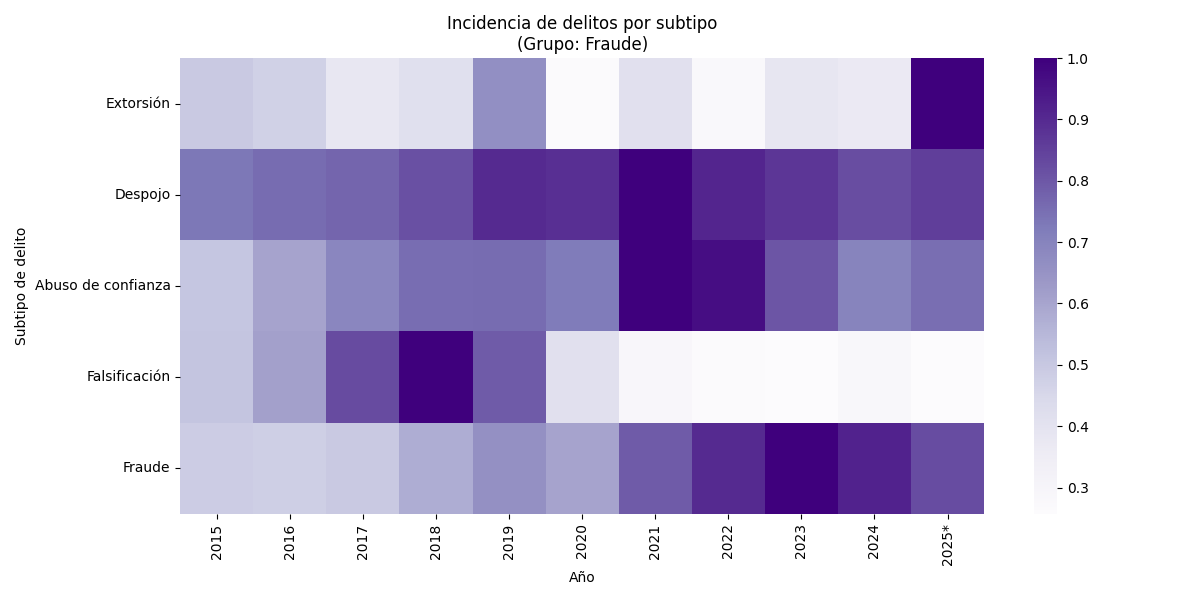 Incidencia de delitos por subtipo
(Grupo: Fraude)
Subtipo de delito
Extorsión
Despojo
Abuso de confianza
Falsificación
Fraude
2015
2016
2017
2018
2019
2020
2021
2022
2023
2024
2025*
Año
1.0
0.9
0.8
0.7
0.6
0.5
0.4
0.3